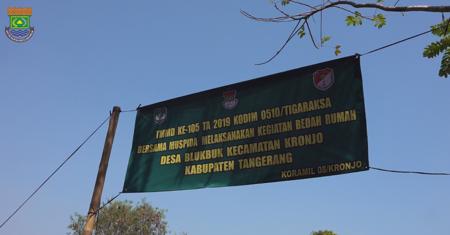 TMMD KE-105 TA 2019 KODIM 0510/TIGARAKSA
BERSAMA MUSPIDA MELAKSANAKAN KEGIATAN BEDAH RUMAH
DESA BLUKBUK KECAMATAN KRONJO
KABUPATEN TANGERANG
KORAMIL 08/KRONJO